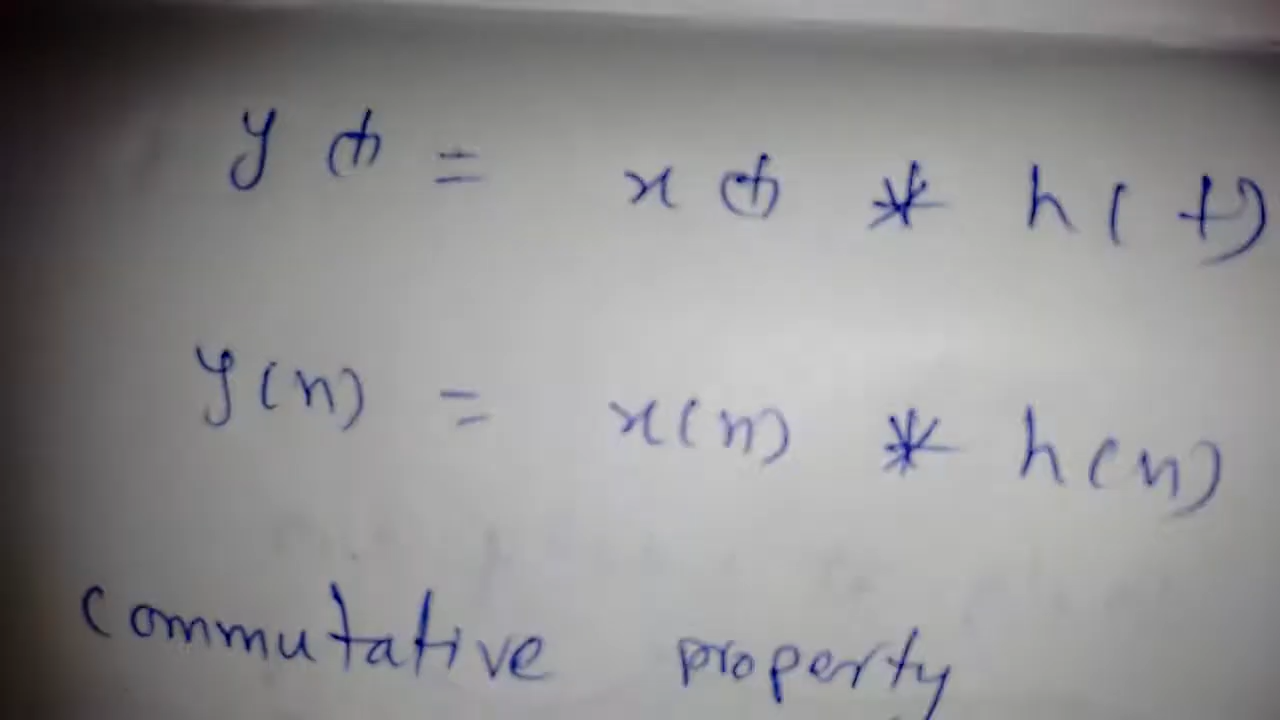 y(t) = x(t) * h(t)
y(n) = x(n) * h(n)
commutative property